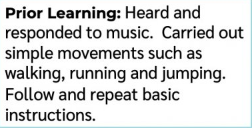 Prior Learning: Heard and
responded to music. Carried out
simple movements such as
walking, running and jumping.
Follow and repeat basic
instructions.